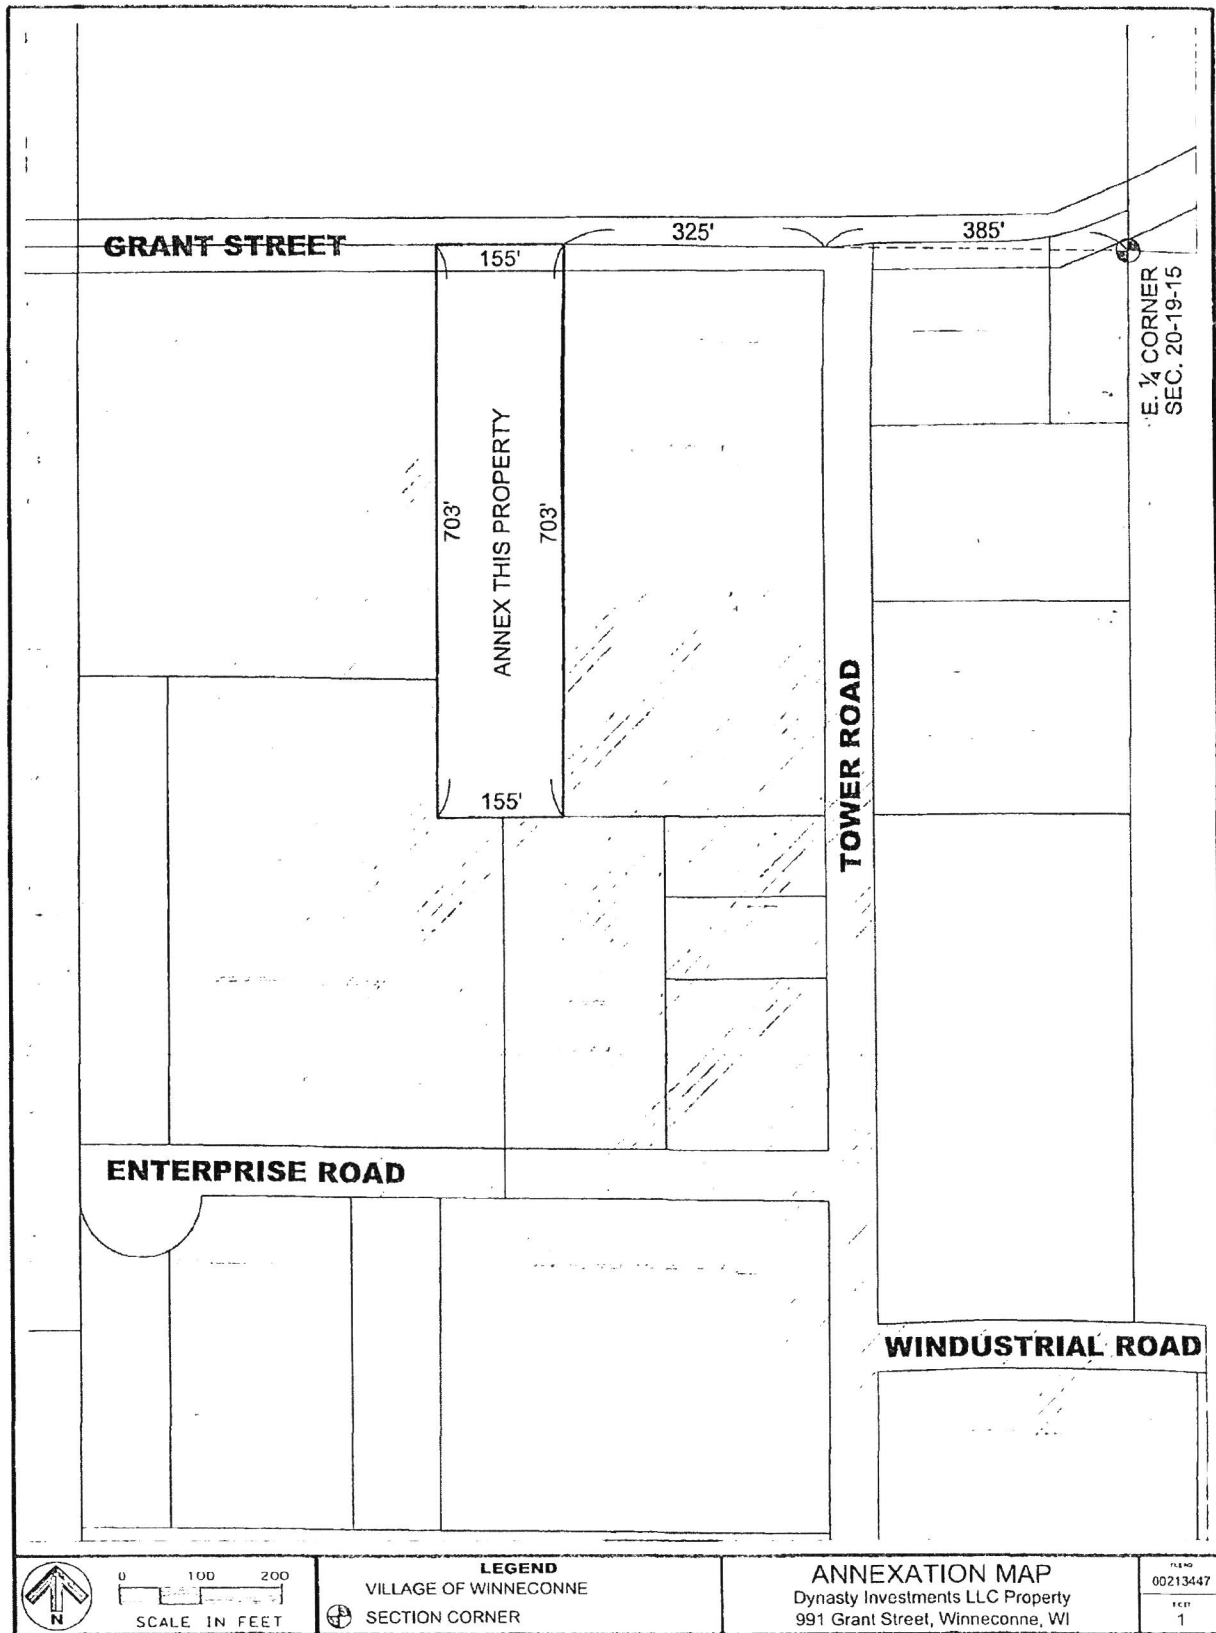 GRANT STREET
325'
385'
155'
E. ¼ CORNER
SEC. 20-19-15
703'
ANNEX THIS PROPERTY
703'
TOWER ROAD
155'
ENTERPRISE ROAD
WINDUSTRIAL ROAD
N
0 100 200
SCALE IN FEET
LEGEND
VILLAGE OF WINNECONNE
SECTION CORNER
ANNEXATION MAP
Dynasty Investments LLC Property
991 Grant Street, Winneconne, WI
00213447
1